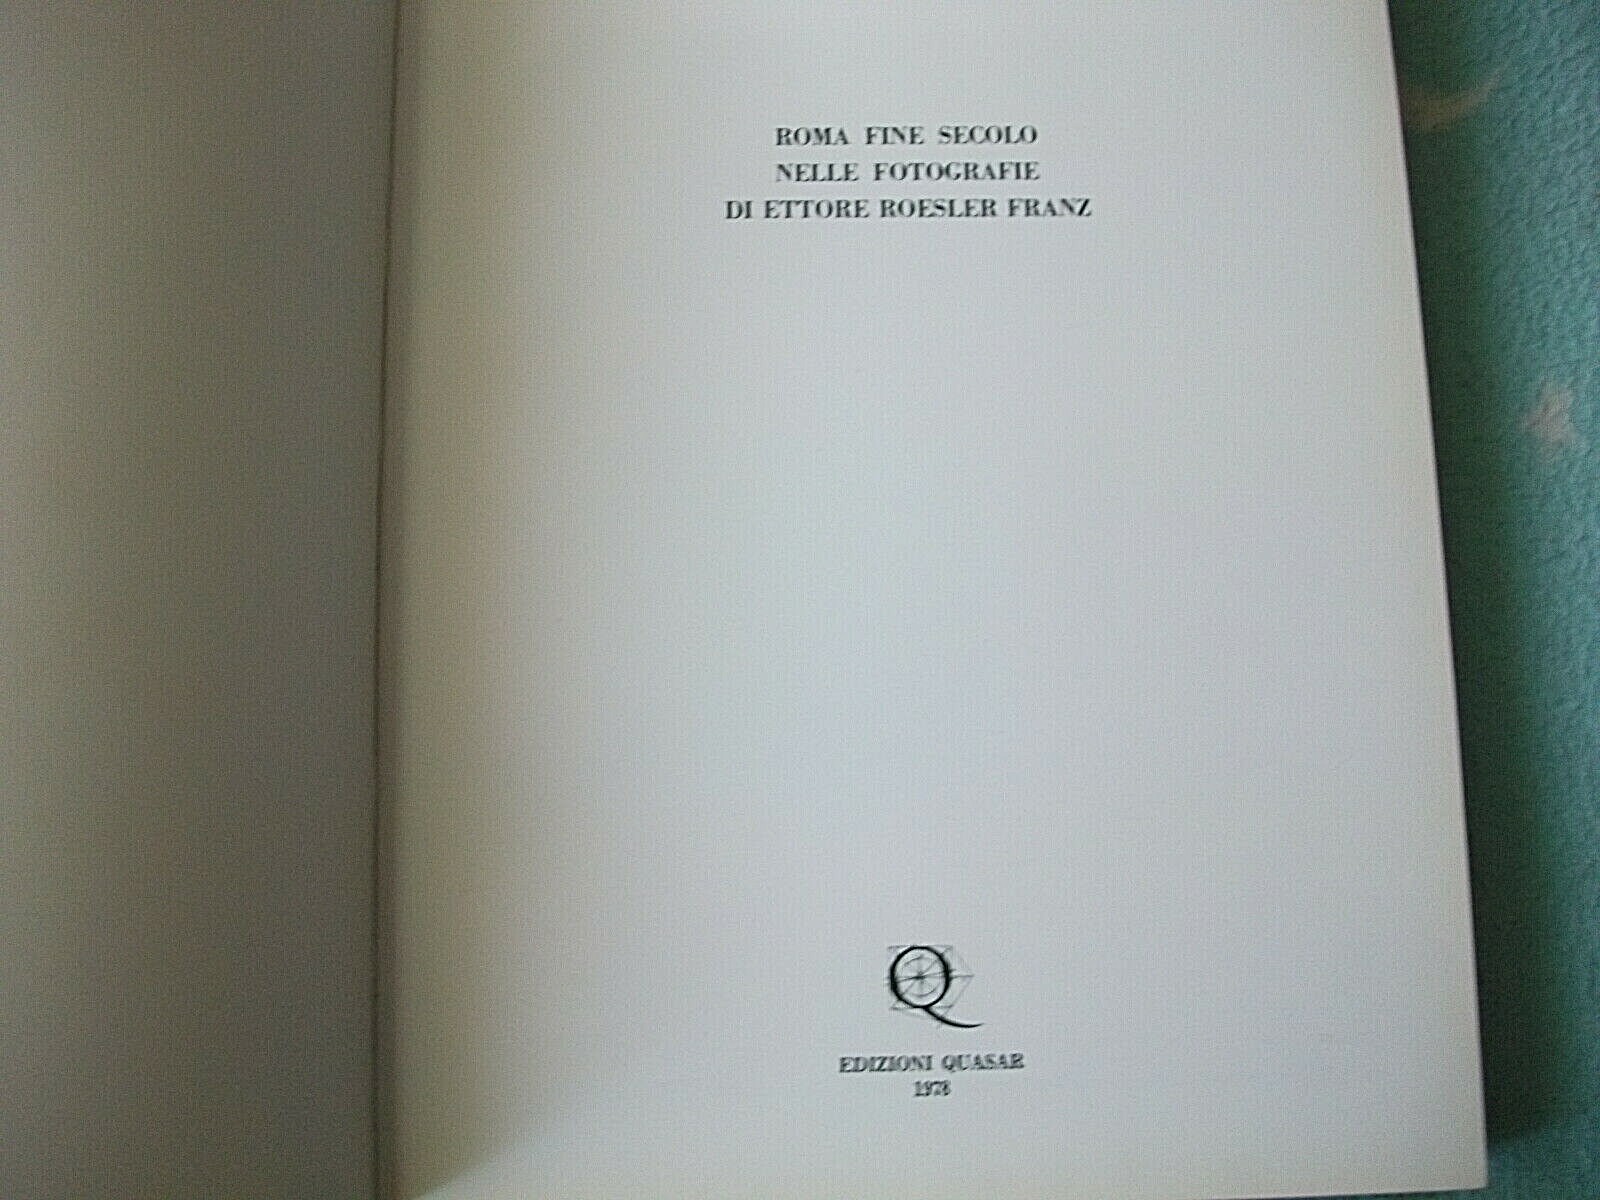 ROMA FINE SECOLO
NELLE FOTOGRAFIE
DI ETTORE ROESLER FRANZ
Q
EDIZIONI QUASAR
1978